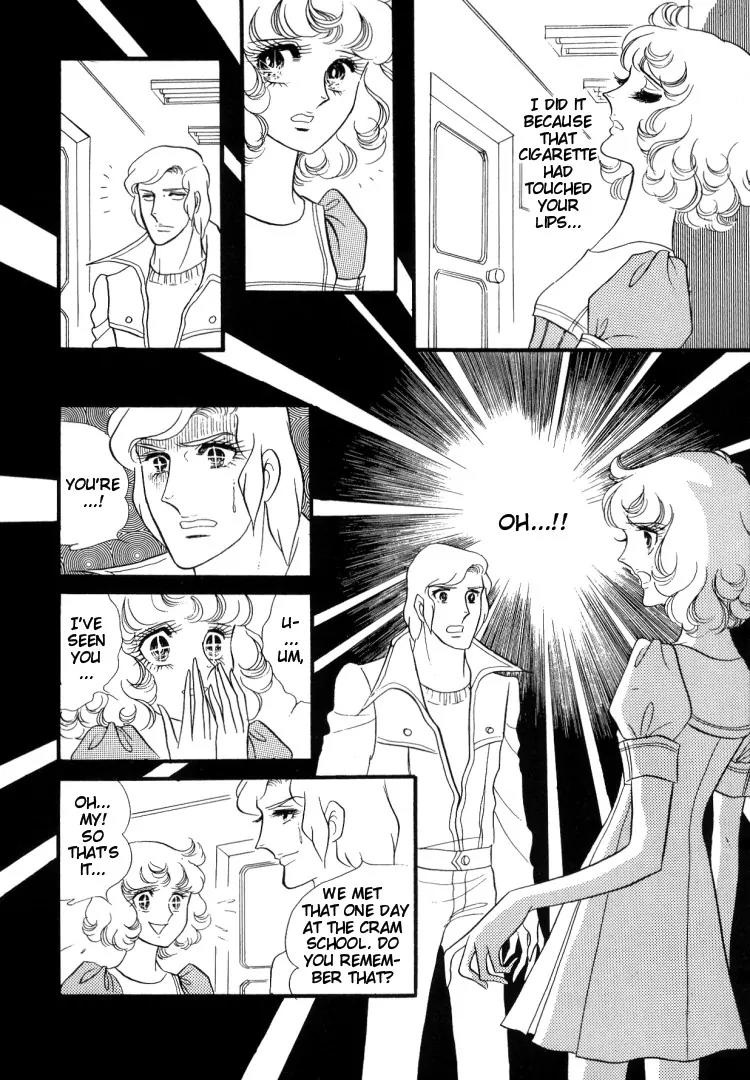 I DID IT
BECAUSE
THAT
CIGARETTE
HAD
TOUCHED
YOUR
LIPS...
OH...!!
YOU'RE
...!
U-
...
UM,
I'VE
SEEN
YOU
...
WE MET
THAT ONE DAY
AT THE CRAM
SCHOOL. DO
YOU REMEM-
BER THAT?
OH...
MY!
SO
THAT'S
IT...